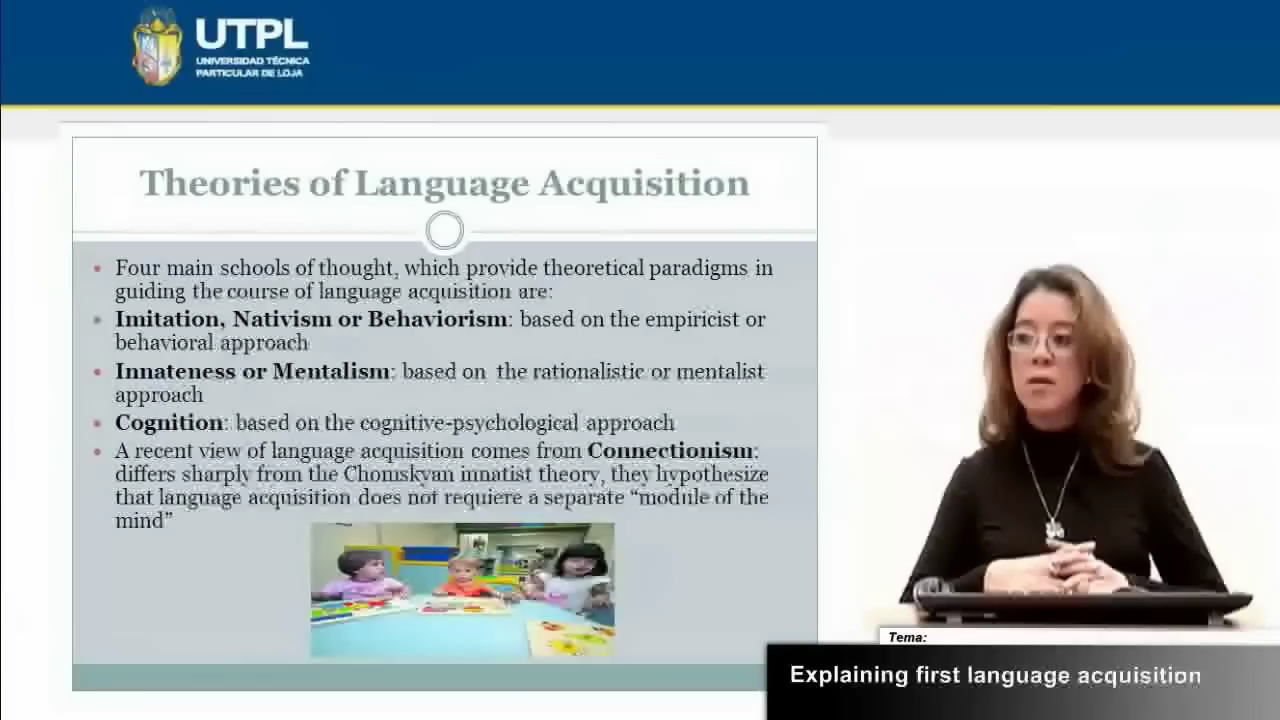 UTPL
UNIVERSIDAD TÉCNICA
PARTICULAR DE LOJA
Theories of Language Acquisition
• Four main schools of thought, which provide theoretical paradigms in
guiding the course of language acquisition are:
• Imitation, Nativism or Behaviorism: based on the empiricist or
behavioral approach
• Innateness or Mentalism: based on the rationalistic or mentalist
approach
• Cognition: based on the cognitive-psychological approach
• A recent view of language acquisition comes from Connectionism:
differs sharply from the Chomskyan innatist theory, they hypothesize
that language acquisition does not requiere a separate “module of the
mind”
Tema:
Explaining first language acquisition